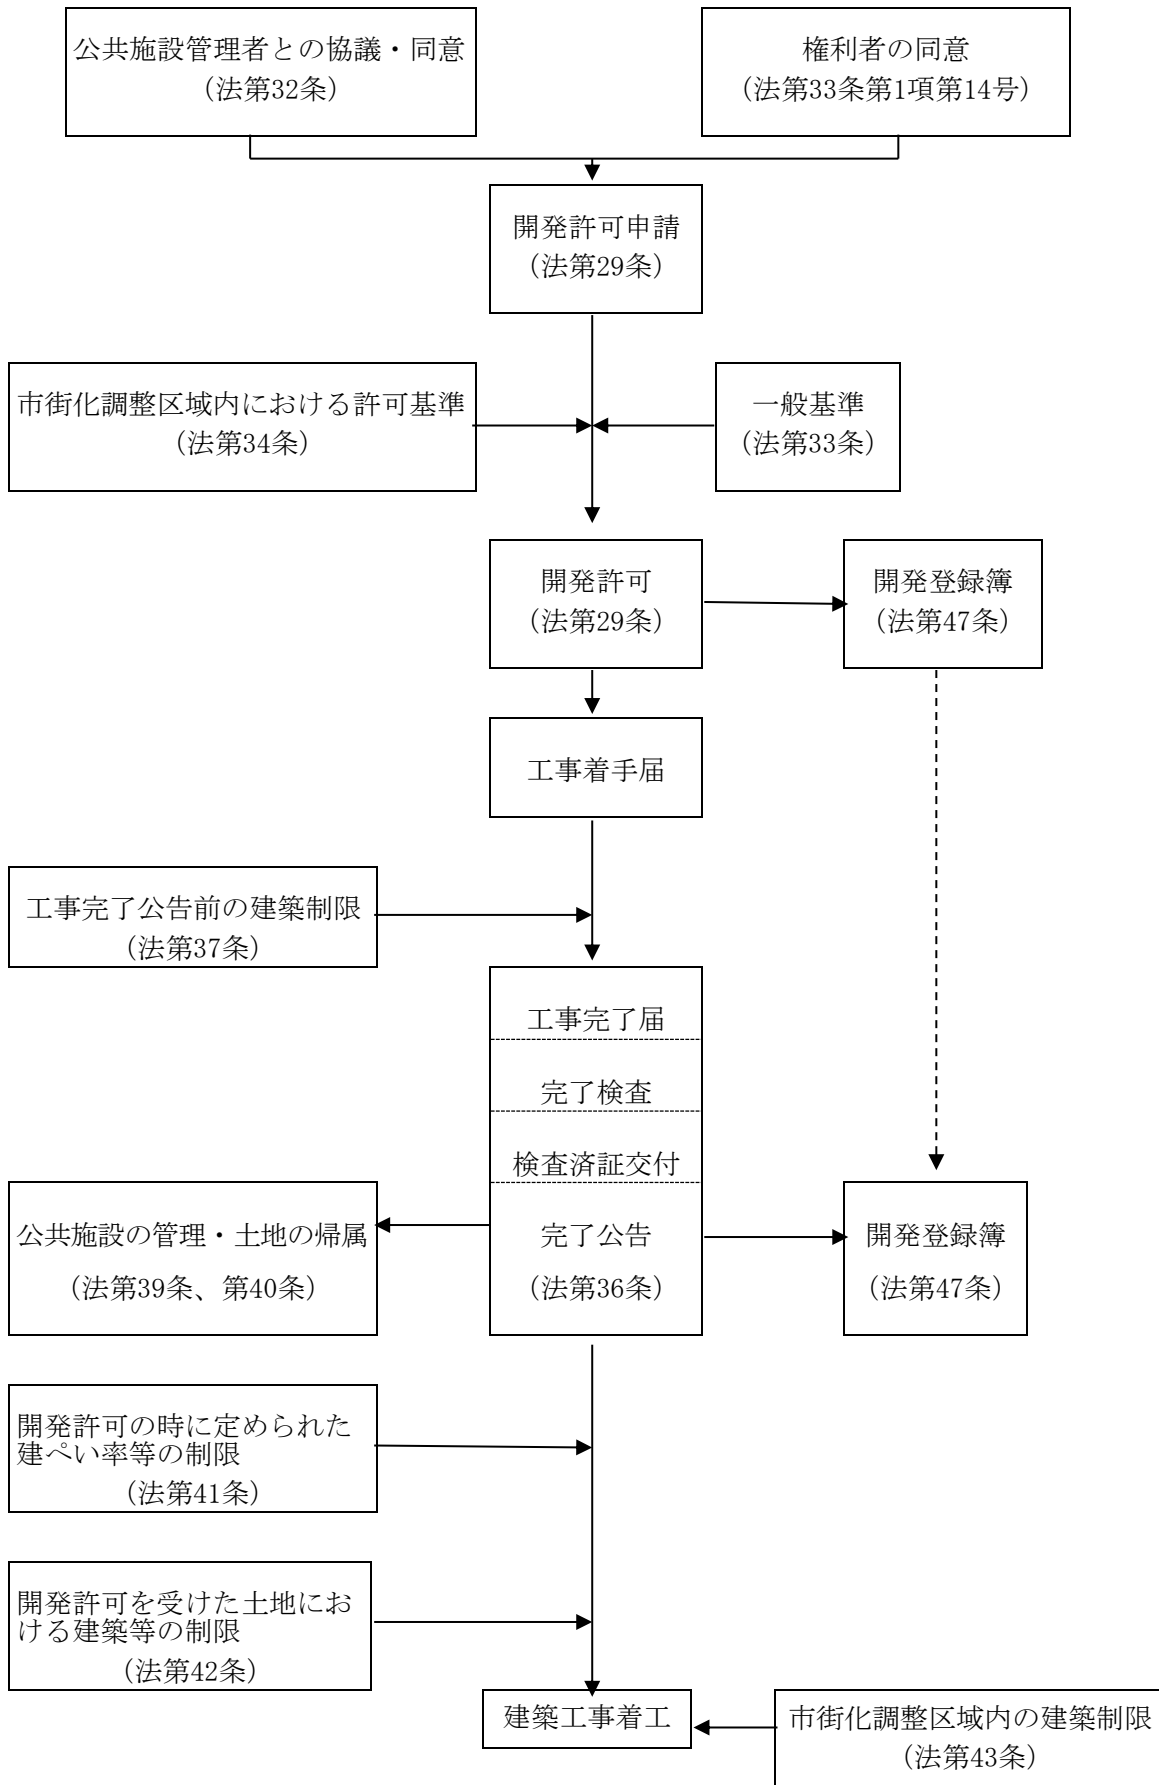 公共施設管理者との協議・同意
（法第32条）
権利者の同意
（法第33条第1項第14号）
開発許可申請
（法第29条）
市街化調整区域内における許可基準
（法第34条）
一般基準
（法第33条）
開発許可
（法第29条）
開発登録簿
（法第47条）
工事着手届
工事完了公告前の建築制限
（法第37条）
工事完了届
完了検査
検査済証交付
完了公告
（法第36条）
公共施設の管理・土地の帰属
（法第39条、第40条）
開発登録簿
（法第47条）
開発許可の時に定められた
建ぺい率等の制限
（法第41条）
開発許可を受けた土地にお
ける建築等の制限
（法第42条）
建築工事着工
市街化調整区域内の建築制限
（法第43条）